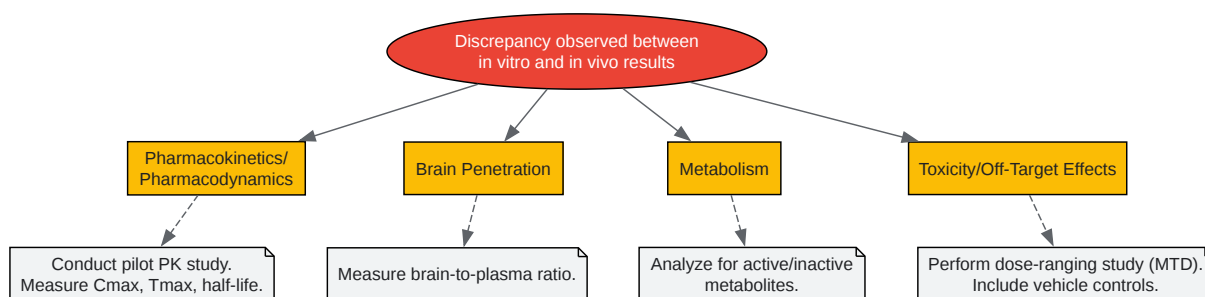 Discrepancy observed between
in vitro and in vivo results
Pharmacokinetics/
Pharmacodynamics
Brain Penetration
Metabolism
Toxicity/Off-Target Effects
Conduct pilot PK study.
Measure Cmax, Tmax, half-life.
Measure brain-to-plasma ratio.
Analyze for active/inactive
metabolites.
Perform dose-ranging study (MTD).
Include vehicle controls.